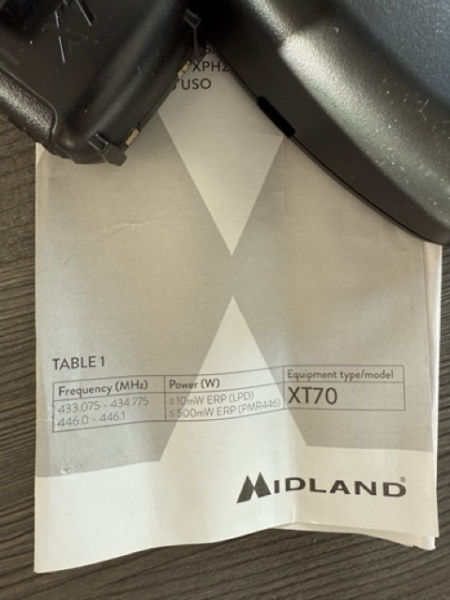 USO
TABLE 1
Frequency (MHz) Power (W) Equipment type/model
433.075 - 434.775 ≤10mW ERP (LPD) XT70
446.0 - 446.1 ≤500mW ERP (PMR446)
MIDLAND®